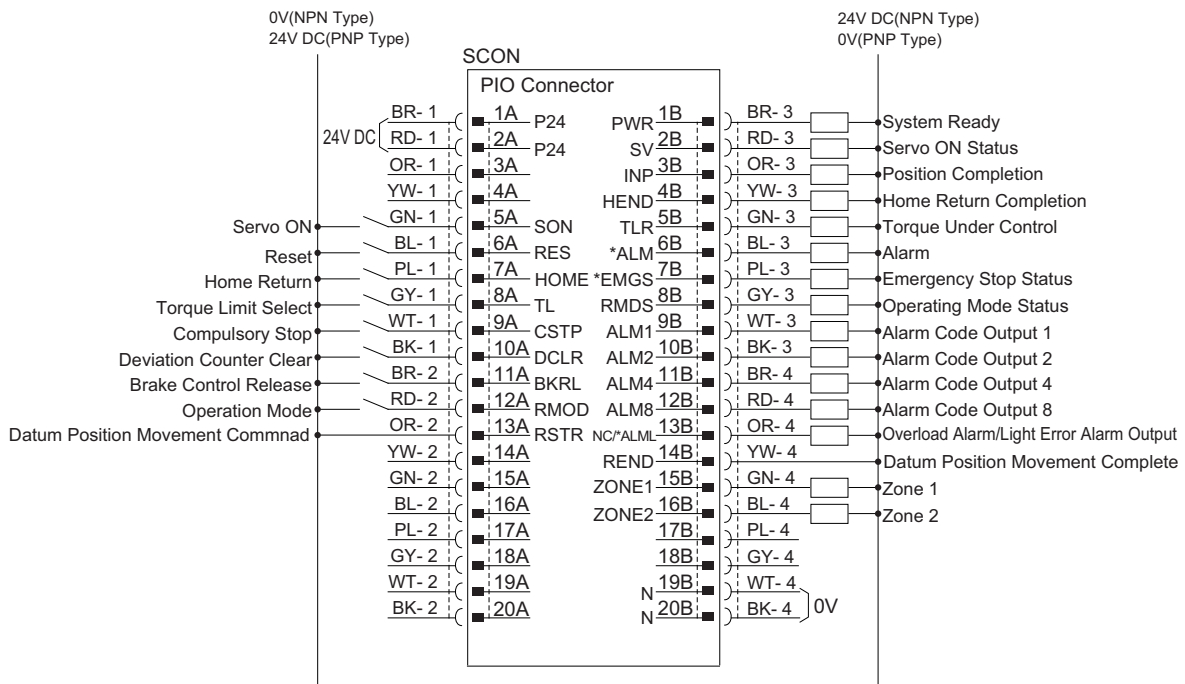 0V(NPN Type)
24V DC(PNP Type)
24V DC(NPN Type)
0V(PNP Type)
SCON
PIO Connector
24V DC
BR- 1 1A P24 PWR 1B BR- 3 System Ready
RD- 1 2A P24 SV 2B RD- 3 Servo ON Status
OR- 1 3A INP 3B OR- 3 Position Completion
YW- 1 4A HEND 4B YW- 3 Home Return Completion
Servo ON GN- 1 5A SON TLR 5B GN- 3 Torque Under Control
Reset BL- 1 6A RES *ALM 6B BL- 3 Alarm
Home Return PL- 1 7A HOME *EMGS 7B PL- 3 Emergency Stop Status
Torque Limit Select GY- 1 8A TL RMDS 8B GY- 3 Operating Mode Status
Compulsory Stop WT- 1 9A CSTP ALM1 9B WT- 3 Alarm Code Output 1
Deviation Counter Clear BK- 1 10A DCLR ALM2 10B BK- 3 Alarm Code Output 2
Brake Control Release BR- 2 11A BKRL ALM4 11B BR- 4 Alarm Code Output 4
Operation Mode RD- 2 12A RMOD ALM8 12B RD- 4 Alarm Code Output 8
Datum Position Movement Commnad OR- 2 13A RSTR NC/*ALML 13B OR- 4 Overload Alarm/Light Error Alarm Output
YW- 2 14A REND 14B YW- 4 Datum Position Movement Complete
GN- 2 15A ZONE1 15B GN- 4 Zone 1
BL- 2 16A ZONE2 16B BL- 4 Zone 2
PL- 2 17A 17B PL- 4
GY- 2 18A 18B GY- 4
WT- 2 19A N 19B WT- 4
BK- 2 20A N 20B BK- 4
0V